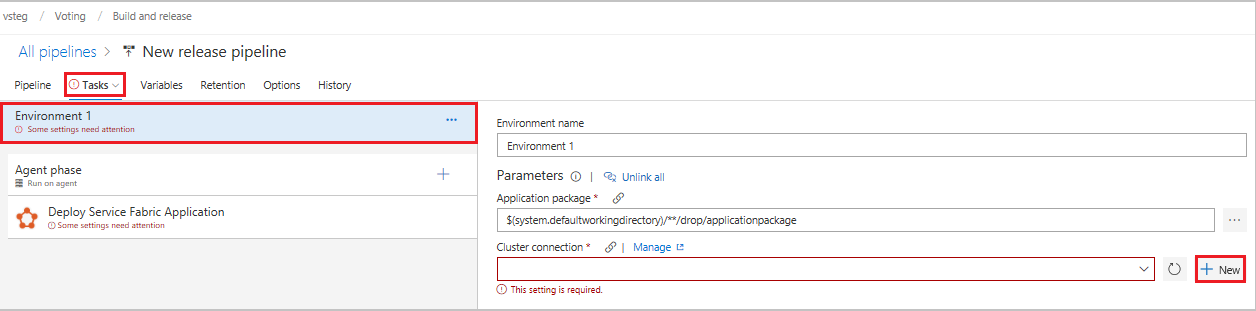 vsteg / Voting / Build and release
All pipelines > New release pipeline
Pipeline Tasks Variables Retention Options History
Environment 1 ...
Some settings need attention
Agent phase +
Run on agent
Deploy Service Fabric Application
Some settings need attention
Environment name
Environment 1
Parameters | Unlink all
Application package *
$(system.defaultworkingdirectory)/**/drop/applicationpackage ...
Cluster connection * | Manage
+ New
This setting is required.